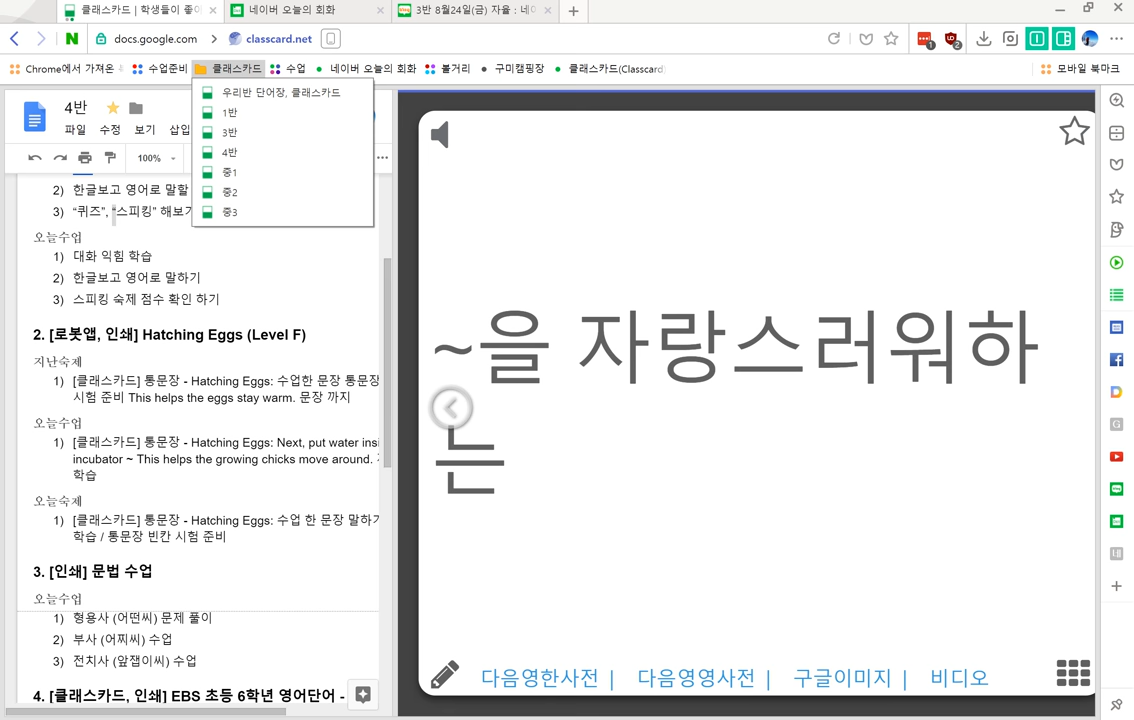 클래스카드 | 학생들이 좋아
네이버 오늘의 회화
3반 8월24일(금) 자율 : 네이
docs.google.com > classcard.net
Chrome에서 가져온
수업준비
클래스카드
수업
네이버 오늘의 회화
볼거리
구미캠핑장
클래스카드(Classcard
모바일 북마크
우리반 단어장, 클래스카드
1반
3반
4반
중1
중2
중3
4반
파일 수정 보기 삽입
100%
2) 한글보고 영어로 말할
3) “퀴즈”, “스피킹” 해보기
오늘수업
1) 대화 익힘 학습
2) 한글보고 영어로 말하기
3) 스피킹 숙제 점수 확인 하기
2. [로봇앱, 인쇄] Hatching Eggs (Level F)
지난숙제
1) [클래스카드] 통문장 - Hatching Eggs: 수업한 문장 통문장
시험 준비 This helps the eggs stay warm. 문장 까지
오늘수업
1) [클래스카드] 통문장 - Hatching Eggs: Next, put water insi
incubator ~ This helps the growing chicks move around.
학습
오늘숙제
1) [클래스카드] 통문장 - Hatching Eggs: 수업 한 문장 말하기
학습 / 통문장 빈칸 시험 준비
3. [인쇄] 문법 수업
오늘수업
1) 형용사 (어떤씨) 문제 풀이
2) 부사 (어찌씨) 수업
3) 전치사 (앞잡이씨) 수업
4. [클래스카드, 인쇄] EBS 초등 6학년 영어단어 -
~을 자랑스러워하
는
다음영한사전 | 다음영영사전 | 구글이미지 | 비디오